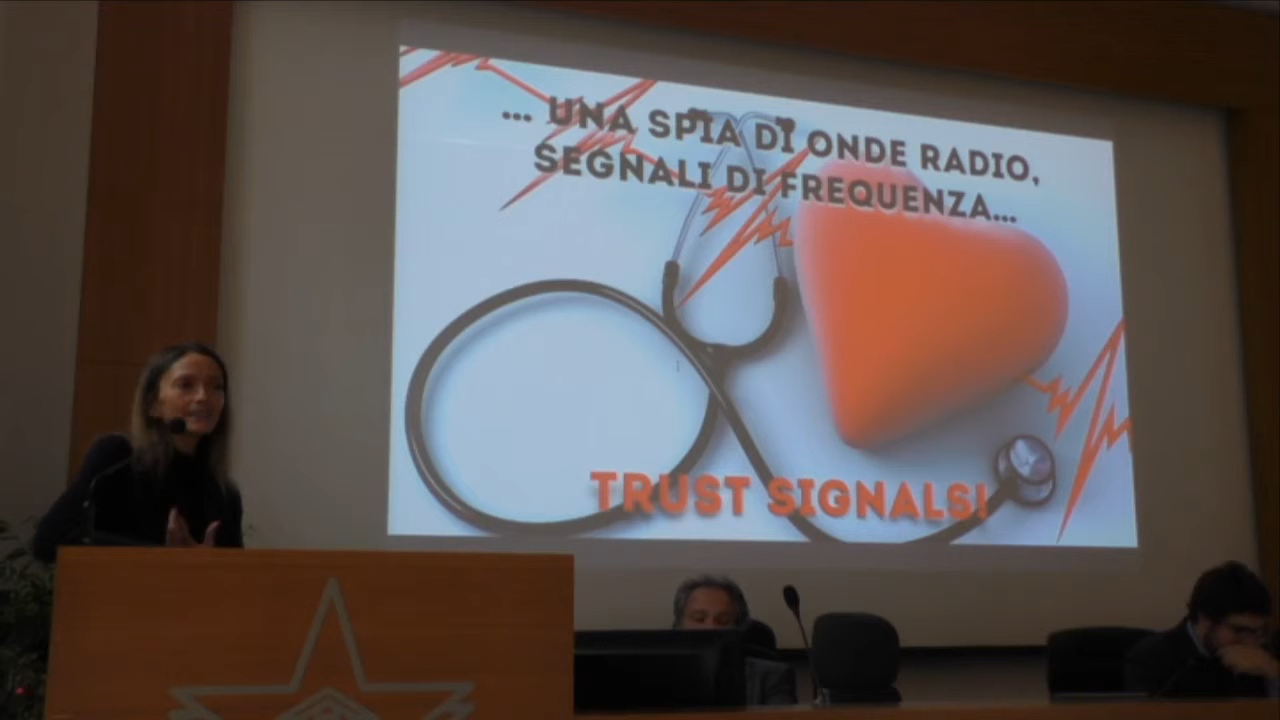 ... UNA SPIA DI ONDE RADIO,
SEGNALI DI FREQUENZA...
TRUST SIGNALS!